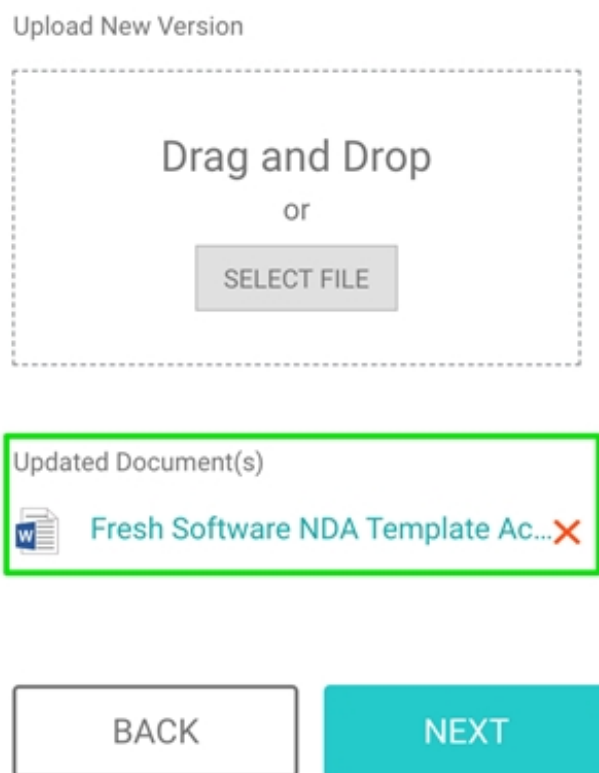 Upload New Version
Drag and Drop
or
SELECT FILE
Updated Document(s)
W
Fresh Software NDA Template Ac...
BACK
NEXT